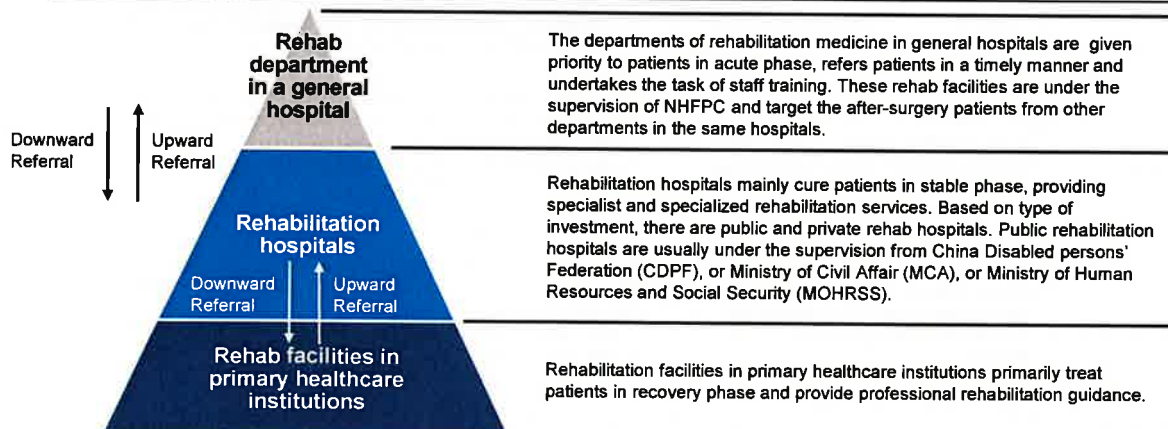 Rehab
department
in a general
hospital
The departments of rehabilitation medicine in general hospitals are given
priority to patients in acute phase, refers patients in a timely manner and
undertakes the task of staff training. These rehab facilities are under the
supervision of NHFPC and target the after-surgery patients from other
departments in the same hospitals.
Downward
Referral
Upward
Referral
Rehabilitation
hospitals
Downward
Referral
Upward
Referral
Rehabilitation hospitals mainly cure patients in stable phase, providing
specialist and specialized rehabilitation services. Based on type of
investment, there are public and private rehab hospitals. Public rehabilitation
hospitals are usually under the supervision from China Disabled persons'
Federation (CDPF), or Ministry of Civil Affair (MCA), or Ministry of Human
Resources and Social Security (MOHRSS).
Rehab facilities in
primary healthcare
institutions
Rehabilitation facilities in primary healthcare institutions primarily treat
patients in recovery phase and provide professional rehabilitation guidance.